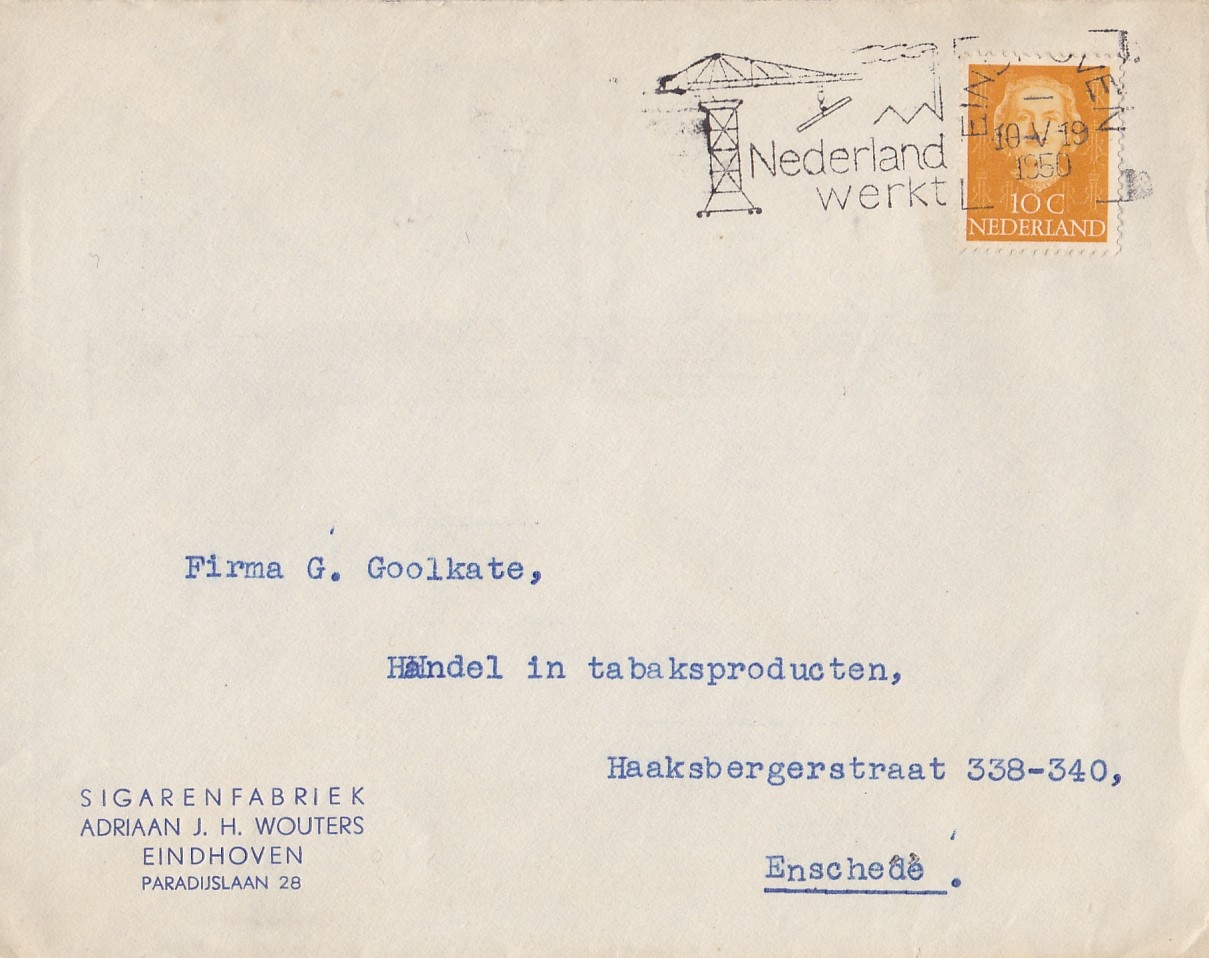 EINDHOVEN
10-V 19
1950
Nederland
werkt
10 C
NEDERLAND
Firma G. Goolkate,
Handel in tabaksproducten,
Haaksbergerstraat 338-340,
Enschede.
SIGARENFABRIEK
ADRIAAN J. H. WOUTERS
EINDHOVEN
PARADIJSLAAN 28